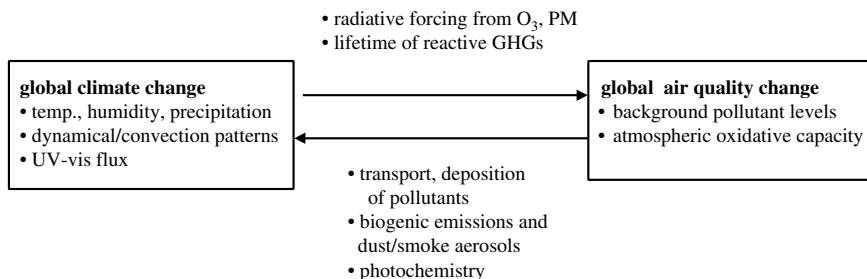 • radiative forcing from O3, PM
• lifetime of reactive GHGs
global climate change
• temp., humidity, precipitation
• dynamical/convection patterns
• UV-vis flux
global air quality change
• background pollutant levels
• atmospheric oxidative capacity
• transport, deposition
of pollutants
• biogenic emissions and
dust/smoke aerosols
• photochemistry